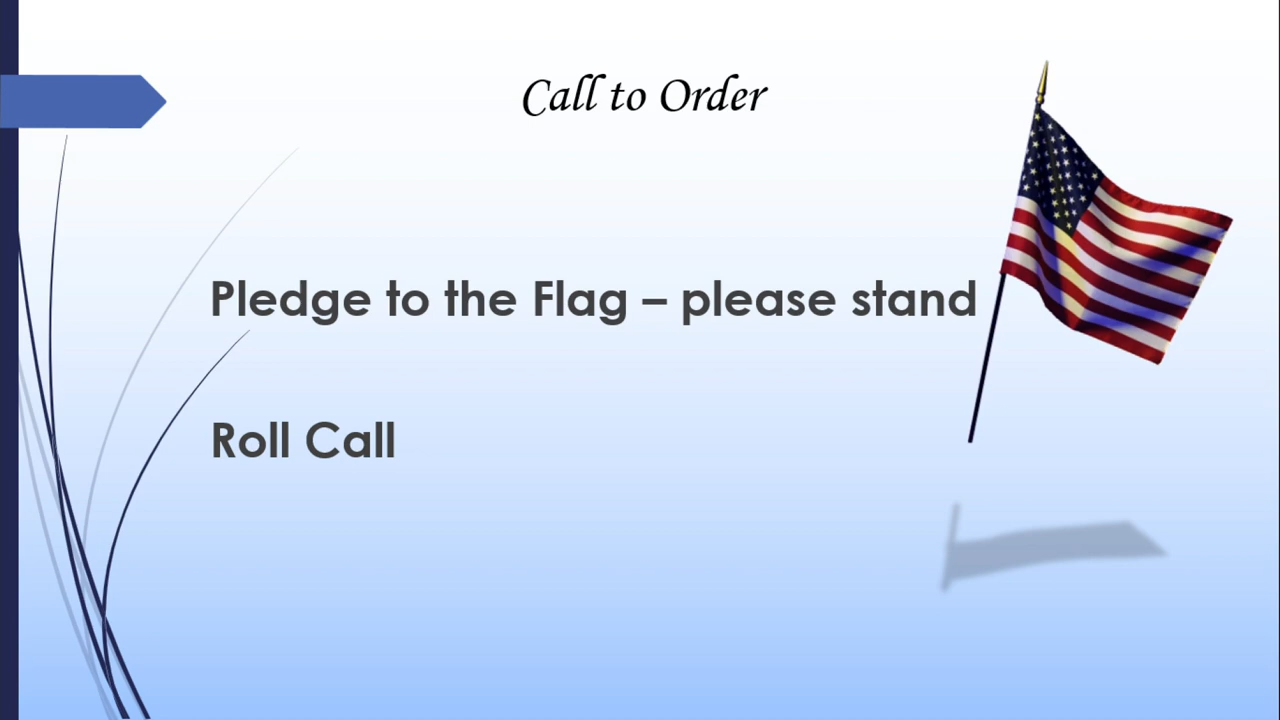 Call to Order
Pledge to the Flag – please stand
Roll Call